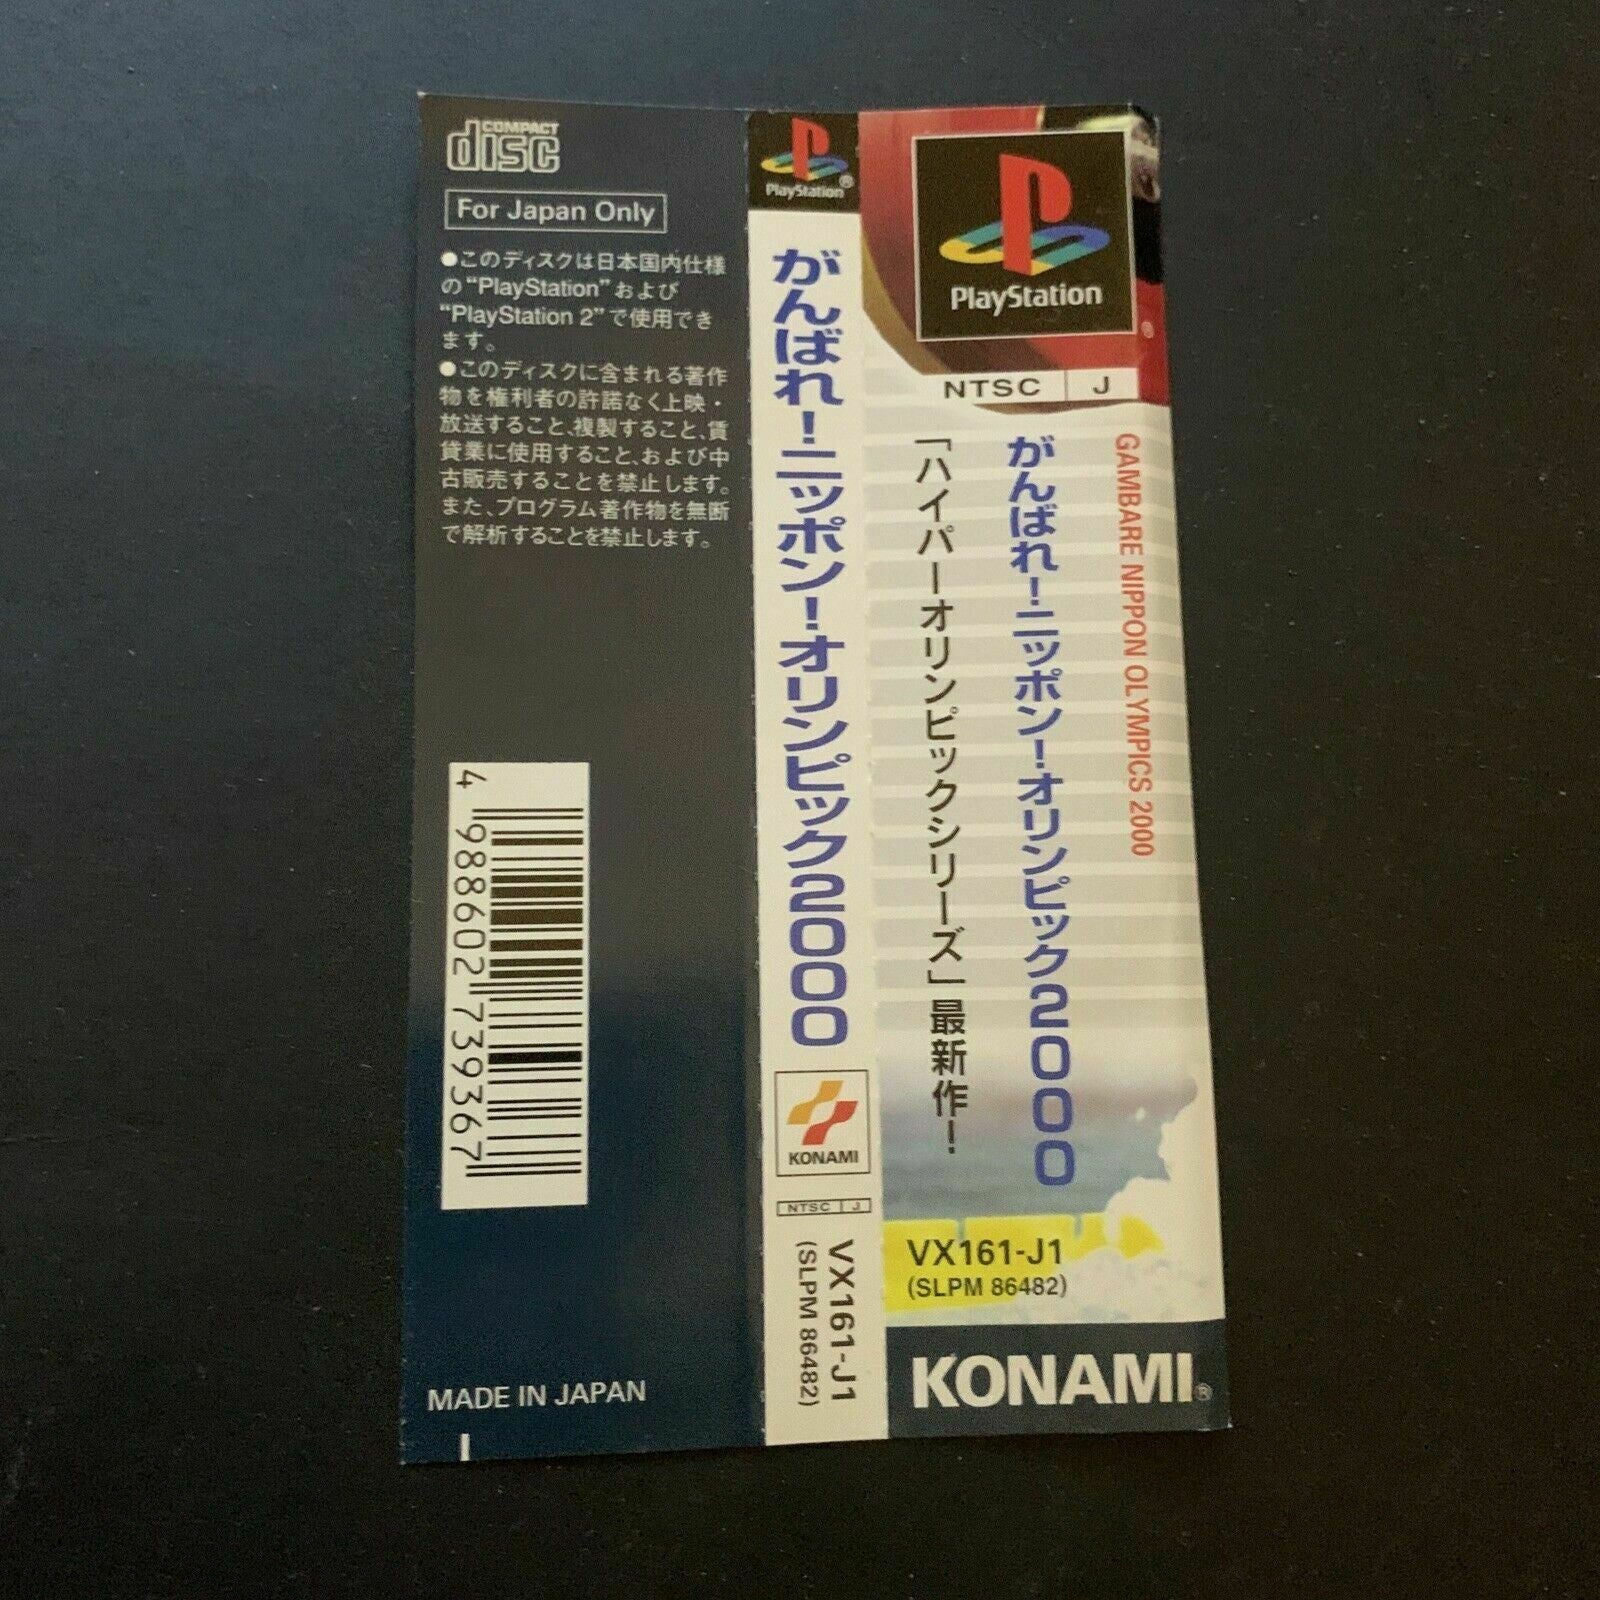 COMPACT
disc
For Japan Only
●このディスクは日本国内仕様
の“PlayStation”および
“PlayStation 2”で使用でき
ます。
●このディスクに含まれる著作
物を権利者の許諾なく上映・
放送すること、複製すること、賃
貸業に使用すること、および中
古販売することを禁止します。
また、プログラム著作物を無断
で解析することを禁止します。
4 988602 739367
MADE IN JAPAN
PlayStation®
がんばれ!ニッポン!オリンピック2000
KONAMI
NTSC J
VX161-J1
(SLPM 86482)
PlayStation
®
NTSC J
GAMBARE NIPPON OLYMPICS 2000
がんばれ!ニッポン!オリンピック2000
「ハイパーオリンピックシリーズ」最新作!
VX161-J1
(SLPM 86482)
KONAMI®